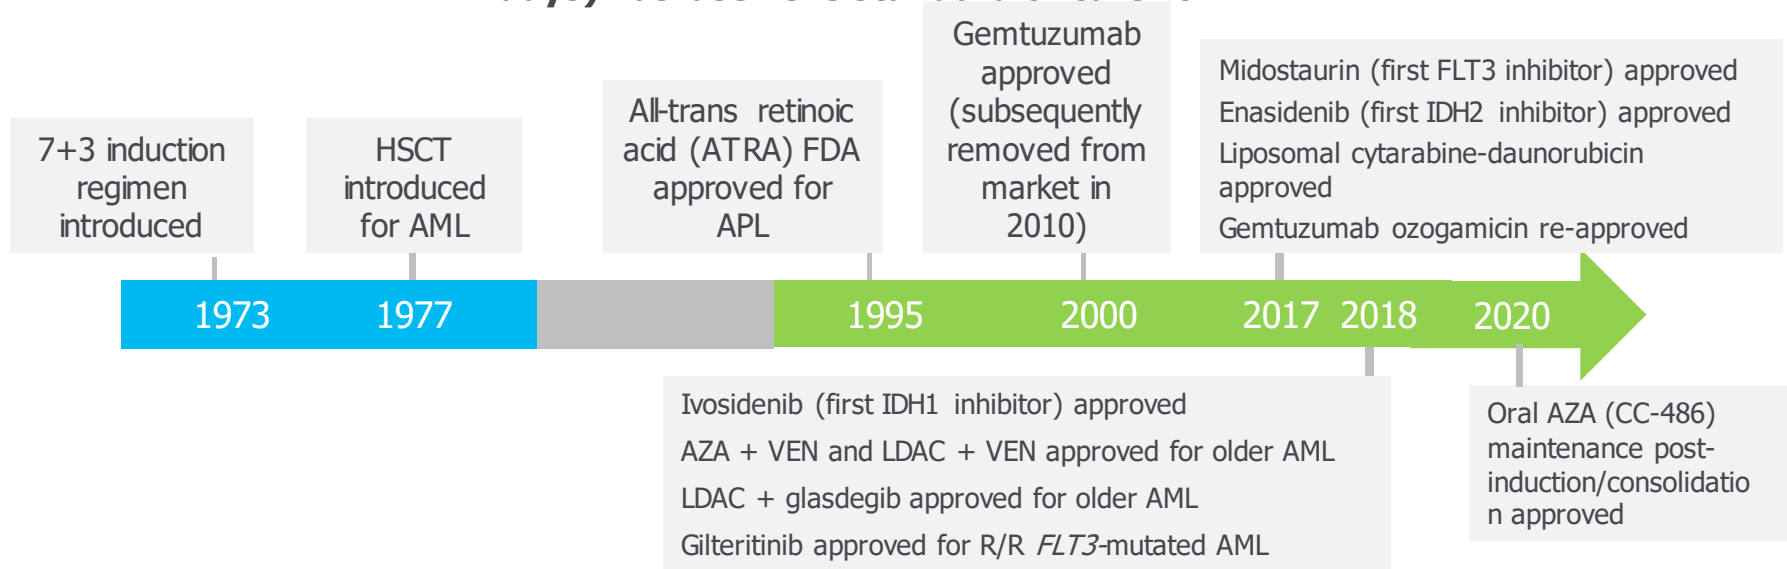 7+3 induction
regimen
introduced
HSCT
introduced
for AML
All-trans retinoic
acid (ATRA) FDA
approved for
APL
Gemtuzumab
approved
(subsequently
removed from
market in
2010)
Midostaurin (first FLT3 inhibitor) approved
Enasidenib (first IDH2 inhibitor) approved
Liposomal cytarabine-daunorubicin
approved
Gemtuzumab ozogamicin re-approved
1973 1977 1995 2000 2017 2018 2020
Ivosidenib (first IDH1 inhibitor) approved
AZA + VEN and LDAC + VEN approved for older AML
LDAC + glasdegib approved for older AML
Gilteritinib approved for R/R FLT3-mutated AML
Oral AZA (CC-486)
maintenance post-
induction/consolidatio
n approved